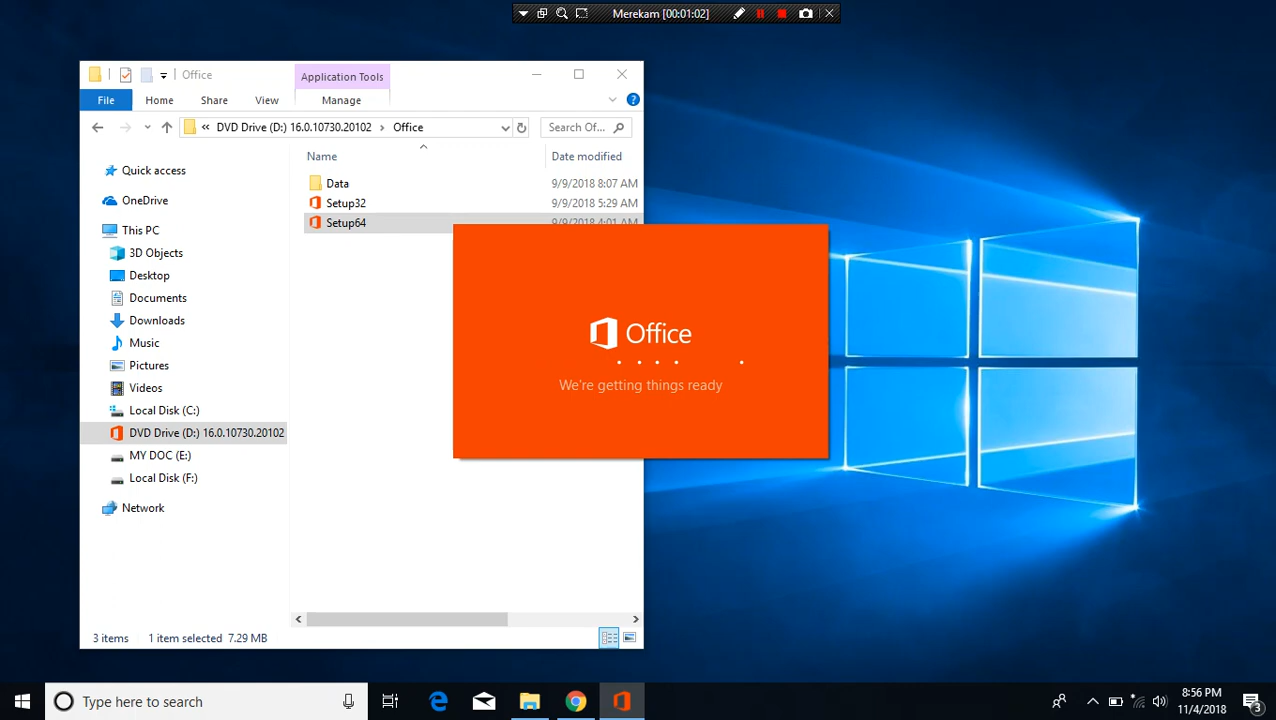 Merekam [00:01:02]
Office
Application Tools
File
Home
Share
View
Manage
« DVD Drive (D:) 16.0.10730.20102 > Office
Search Of...
Name
Date modified
Data
9/9/2018 8:07 AM
Setup32
9/9/2018 5:29 AM
Setup64
9/9/2018 4:01 AM
Quick access
OneDrive
This PC
3D Objects
Desktop
Documents
Downloads
Music
Pictures
Videos
Local Disk (C:)
DVD Drive (D:) 16.0.10730.20102
MY DOC (E:)
Local Disk (F:)
Network
Office
We're getting things ready
3 items
1 item selected 7.29 MB
Type here to search
8:56 PM
11/4/2018
3